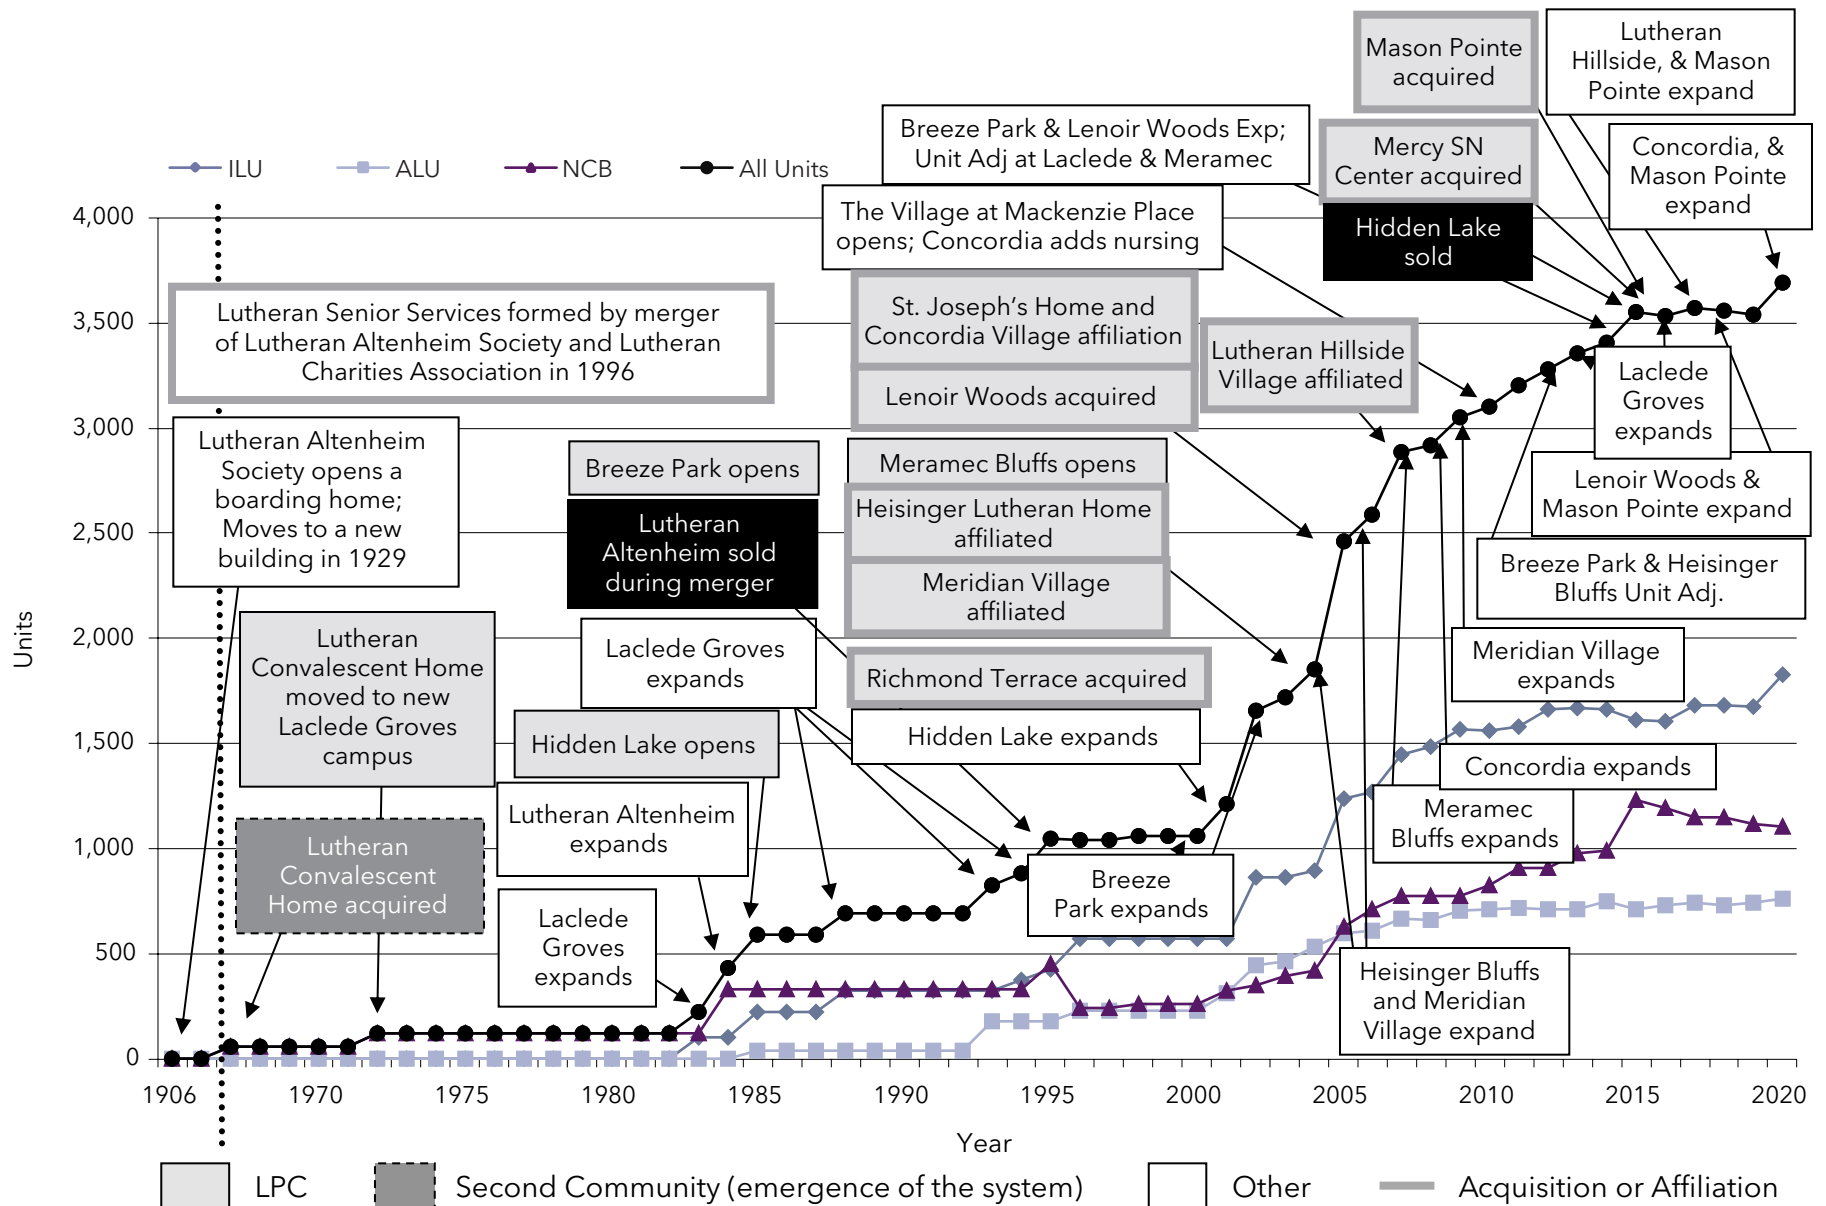 Mason Pointe
acquired
Lutheran
Hillside, & Mason
Pointe expand
Breeze Park & Lenoir Woods Exp;
Unit Adj at Laclede & Meramec
Mercy SN
Center acquired
Concordia, &
Mason Pointe
expand
ILU
ALU
NCB
All Units
The Village at Mackenzie Place
opens; Concordia adds nursing
Hidden Lake
sold
Lutheran Senior Services formed by merger
of Lutheran Altenheim Society and Lutheran
Charities Association in 1996
St. Joseph's Home and
Concordia Village affiliation
Lenoir Woods acquired
Lutheran Hillside
Village affiliated
Laclede
Groves
expands
Lutheran Altenheim
Society opens a
boarding home;
Moves to a new
building in 1929
Breeze Park opens
Lutheran
Altenheim sold
during merger
Meramec Bluffs opens
Heisinger Lutheran Home
affiliated
Meridian Village
affiliated
Lenoir Woods &
Mason Pointe expand
Breeze Park & Heisinger
Bluffs Unit Adj.
Lutheran
Convalescent Home
moved to new
Laclede Groves
campus
Laclede Groves
expands
Richmond Terrace acquired
Meridian Village
expands
Hidden Lake opens
Hidden Lake expands
Concordia expands
Lutheran Altenheim
expands
Meramec
Bluffs expands
Lutheran
Convalescent
Home acquired
Laclede
Groves
expands
Breeze
Park expands
Heisinger Bluffs
and Meridian
Village expand
Units
4,000
3,500
3,000
2,500
2,000
1,500
1,000
500
0
1906
1970
1975
1980
1985
1990
1995
2000
2005
2010
2015
2020
Year
LPC
Second Community (emergence of the system)
Other
Acquisition or Affiliation